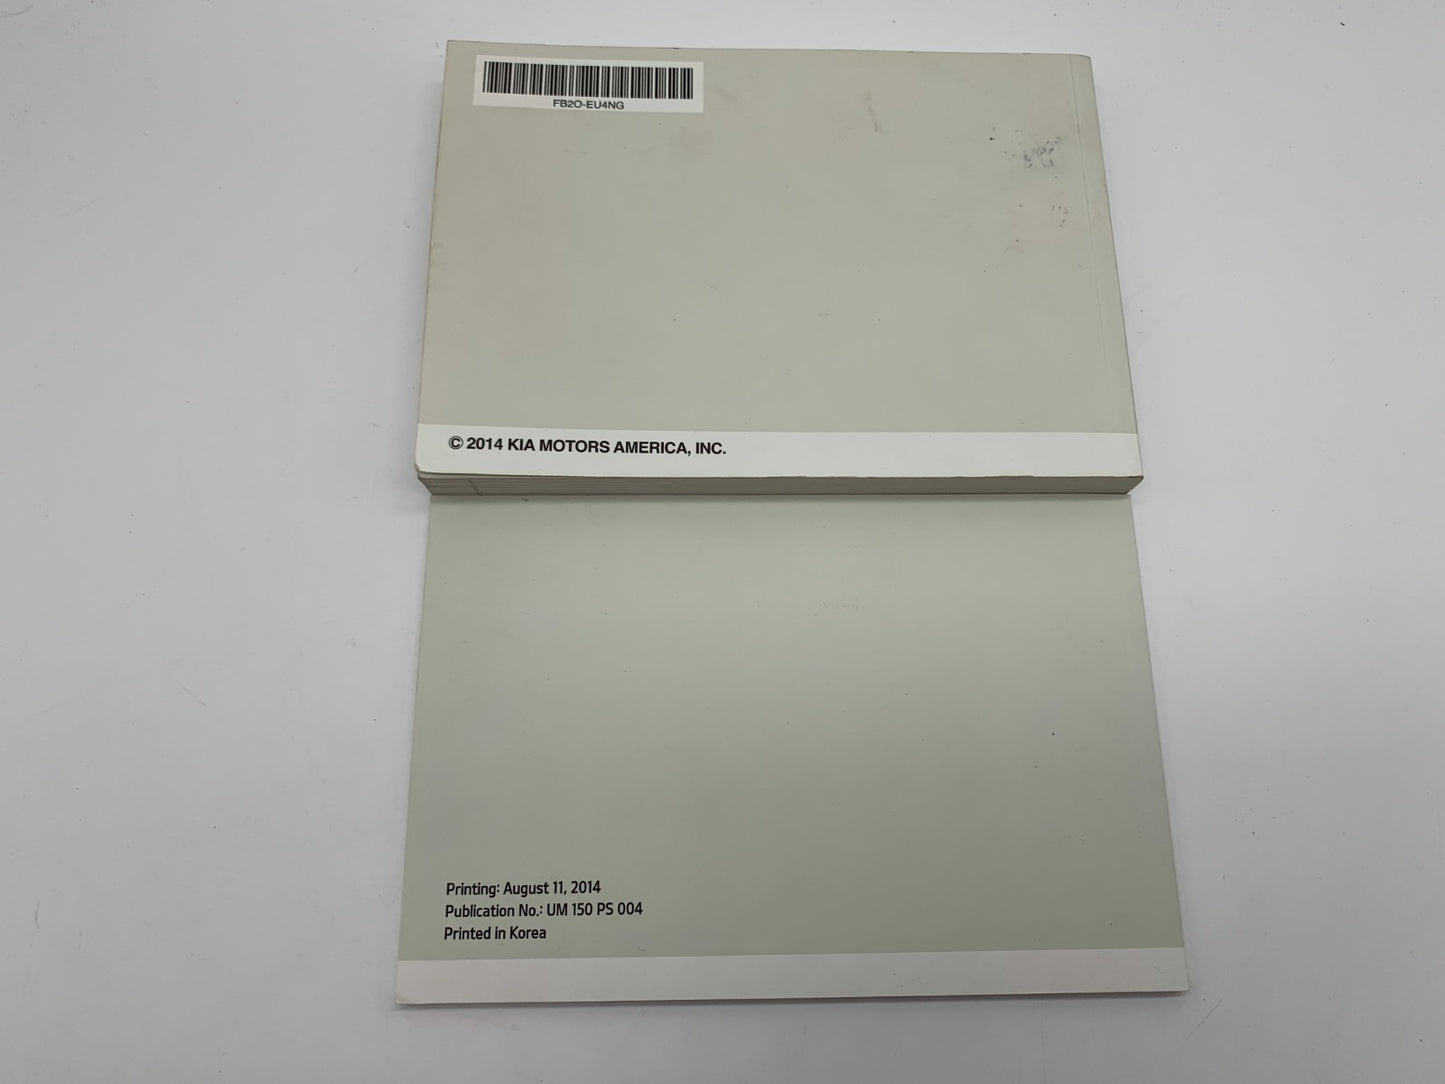 FB2O-EU4NG
© 2014 KIA MOTORS AMERICA, INC.
Printing: August 11, 2014
Publication No.: UM 150 PS 004
Printed in Korea